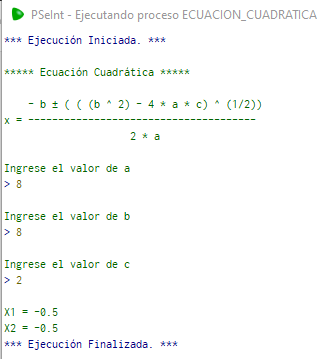 PSeInt - Ejecutando proceso ECUACION_CUADRATICA
*** Ejecución Iniciada. ***
***** Ecuación Cuadrática *****
- b ± ( ( (b ^ 2) - 4 * a * c) ^ (1/2))
x = -----------------------------------
2 * a
Ingrese el valor de a
> 8
Ingrese el valor de b
> 8
Ingrese el valor de c
> 2
X1 = -0.5
X2 = -0.5
*** Ejecución Finalizada. ***